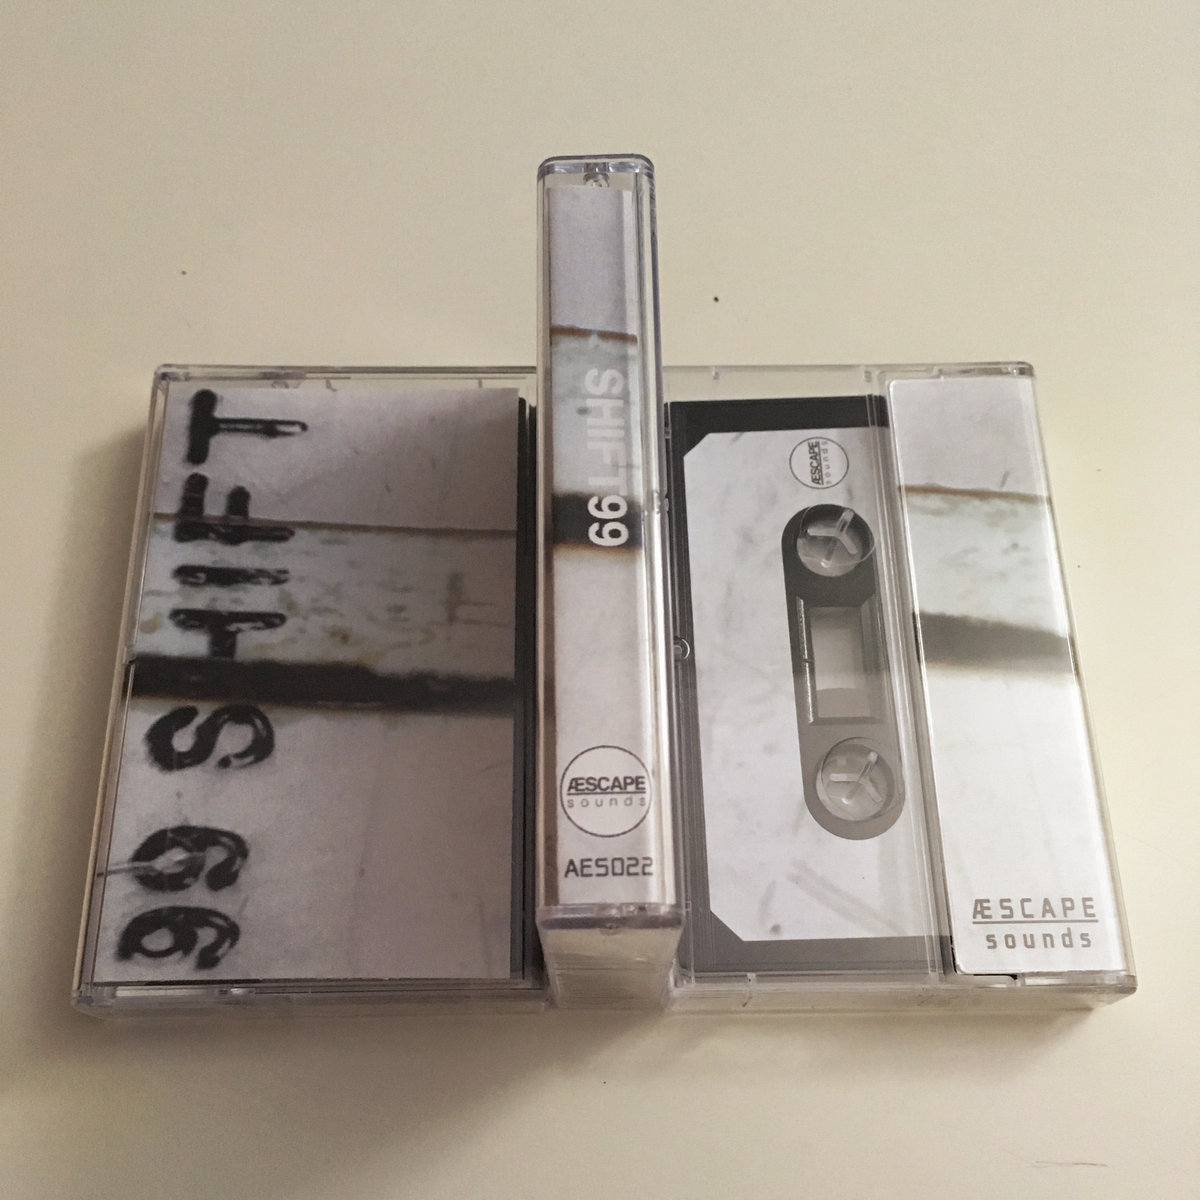 99 SHIFT
SHIFT 99
ÆSCAPE
sounds
AES022
ÆSCAPE
sounds
ÆSCAPE
sounds